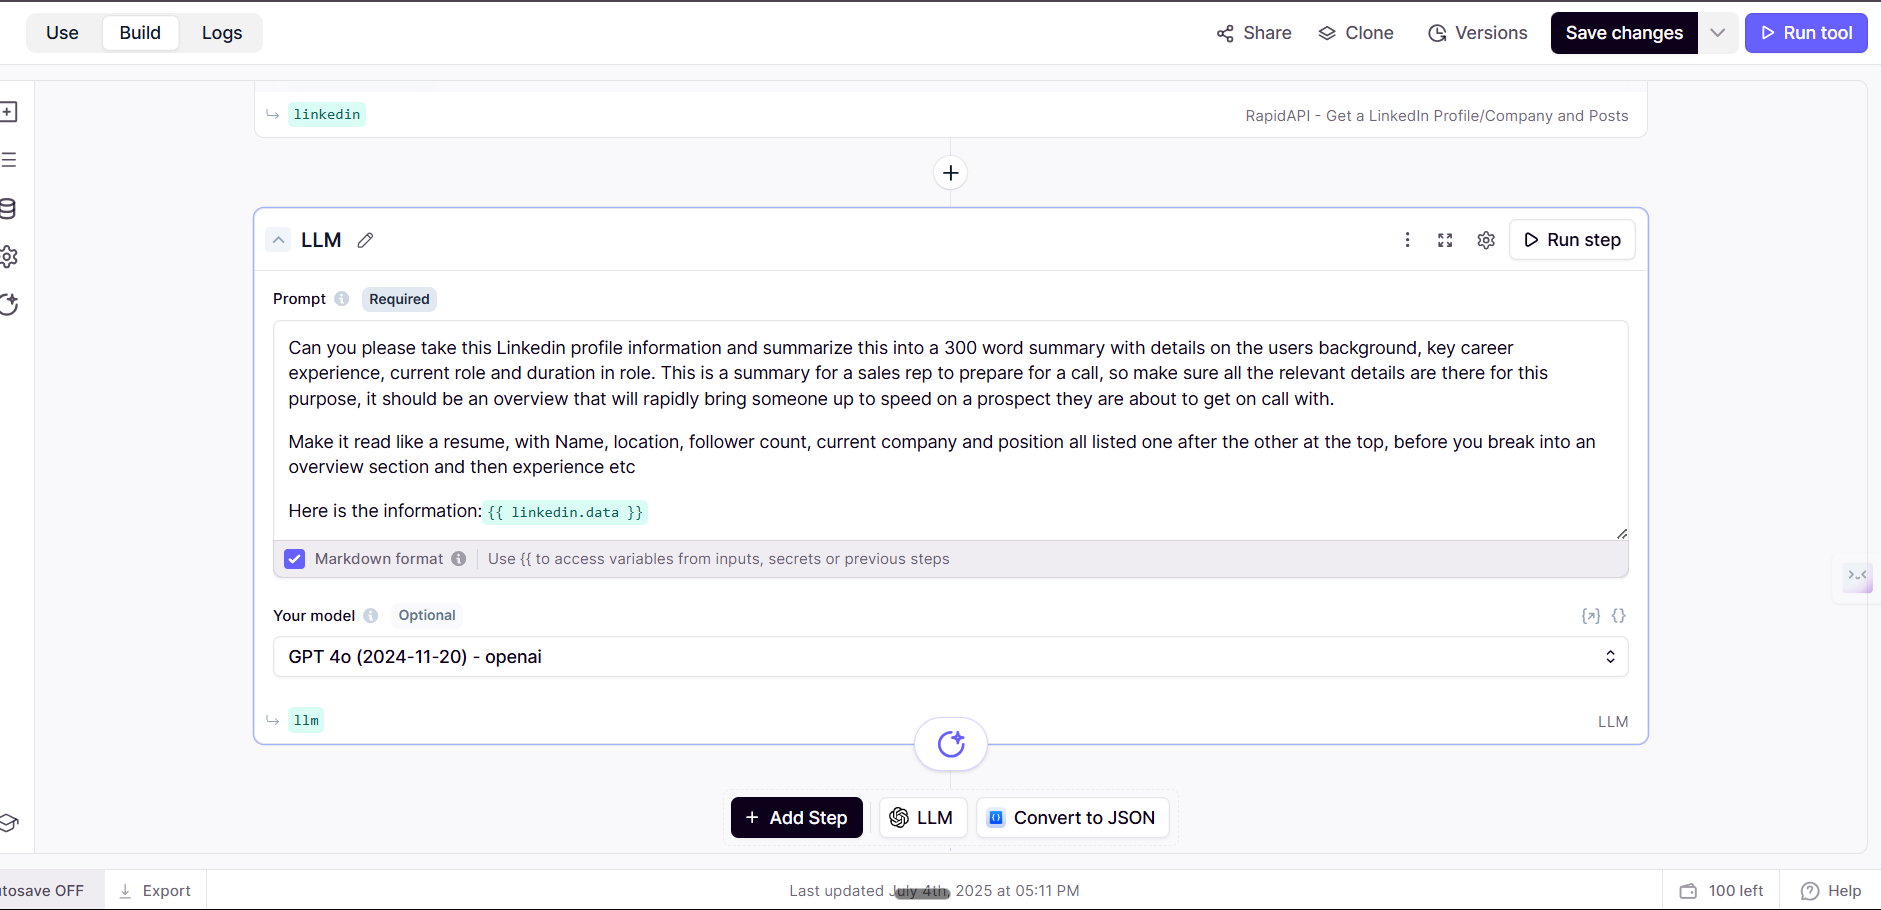 Use Build Logs Share Clone Versions Save changes Run tool
linkedin RapidAPI - Get a LinkedIn Profile/Company and Posts
LLM Run step
Prompt Required
Can you please take this Linkedin profile information and summarize this into a 300 word summary with details on the users background, key career
experience, current role and duration in role. This is a summary for a sales rep to prepare for a call, so make sure all the relevant details are there for this
purpose, it should be an overview that will rapidly bring someone up to speed on a prospect they are about to get on call with.
Make it read like a resume, with Name, location, follower count, current company and position all listed one after the other at the top, before you break into an
overview section and then experience etc
Here is the information: {{ linkedin.data }}
Markdown format Use {{ to access variables from inputs, secrets or previous steps
Your model Optional
GPT 4o (2024-11-20) - openai
llm LLM
+ Add Step LLM Convert to JSON
tosave OFF Export Last updated July 4th, 2025 at 05:11 PM 100 left Help